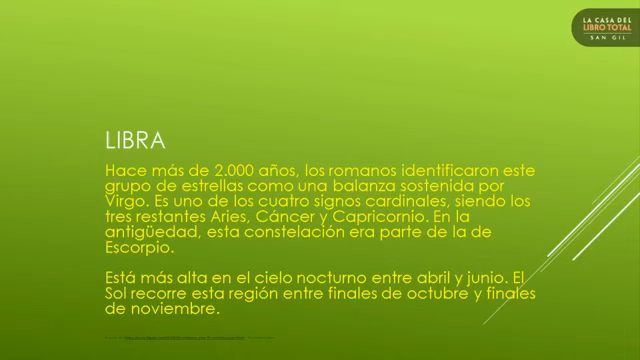 LA CASA DEL
LIBRO TOTAL
SAN GIL
LIBRA
Hace más de 2.000 años, los romanos identificaron este
grupo de estrellas como una balanza sostenida por
Virgo. Es uno de los cuatro signos cardinales, siendo los
tres restantes Aries, Cáncer y Capricornio. En la
antigüedad, esta constelación era parte de la de
Escorpio.
Está más alta en el cielo nocturno entre abril y junio. El
Sol recorre esta región entre finales de octubre y finales
de noviembre.